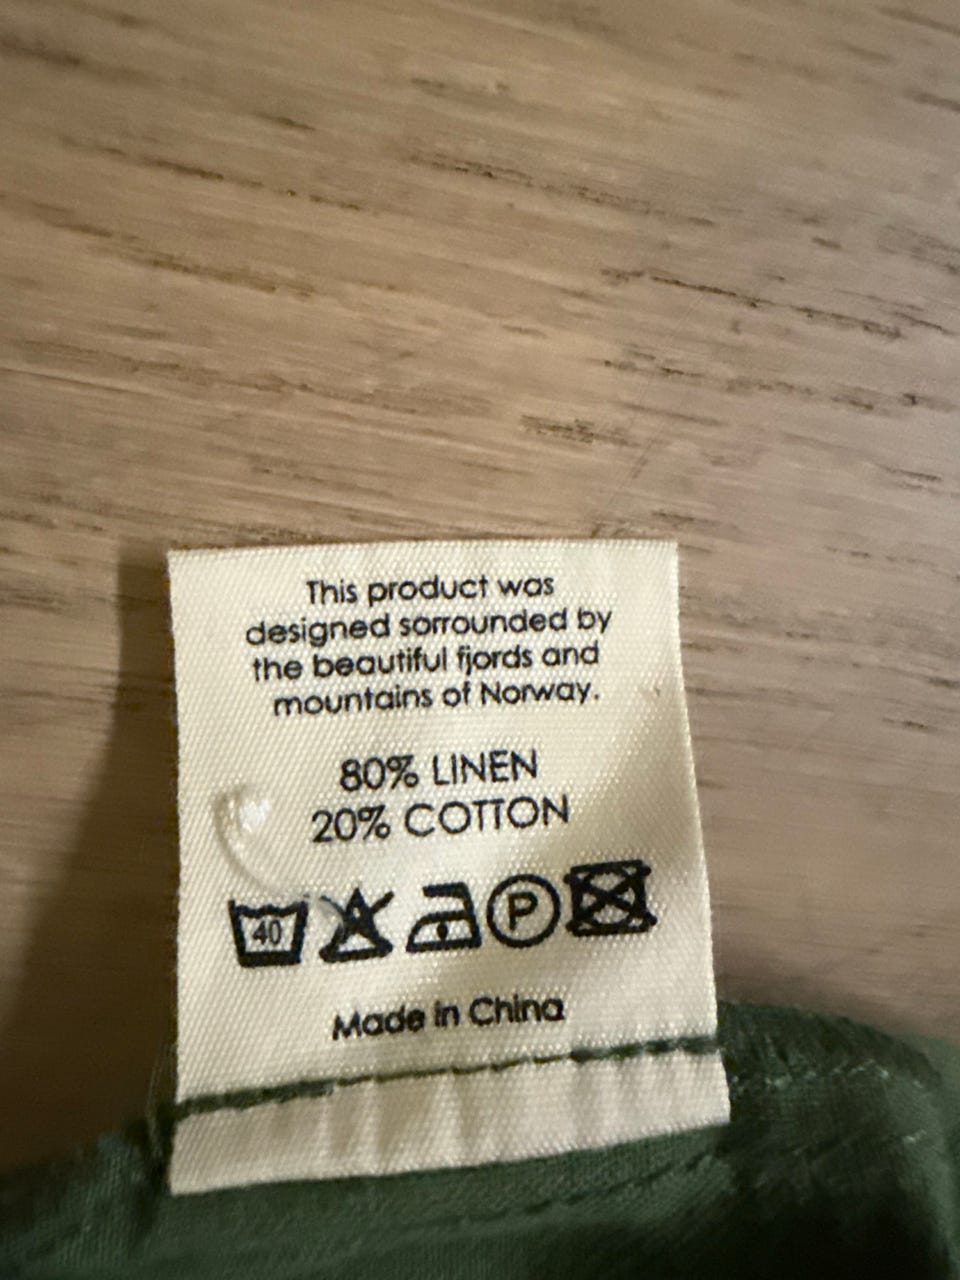 This product was
designed sorrounded by
the beautiful fjords and
mountains of Norway.
80% LINEN
20% COTTON
40 P
Made in China